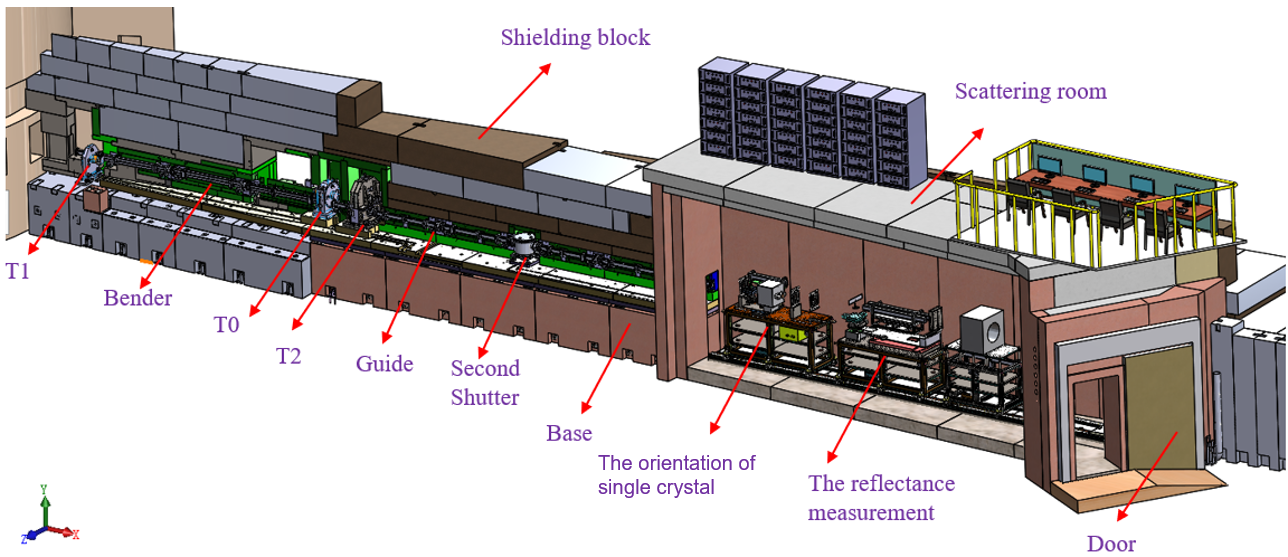 Shielding block
Scattering room
T1
Bender
T0
T2
Guide
Second
Shutter
Base
The orientation of
single crystal
The reflectance
measurement
Door
Y
X
Z